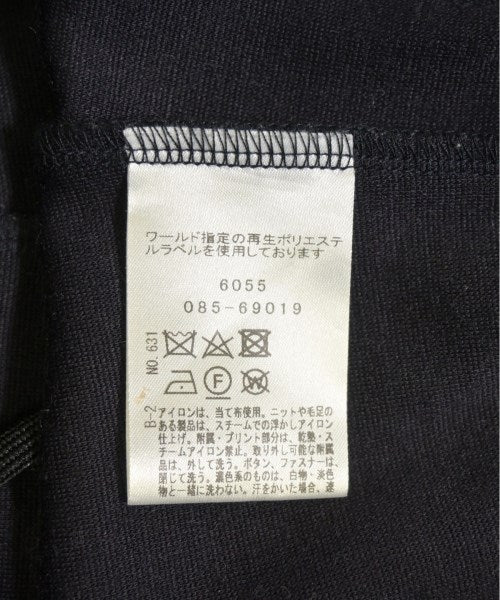 ワールド指定の再生ポリエステ
ルラベルを使用しております
6055
085-69019
B-2 NO.631
アイロンは、当て布使用。ニットや毛足の
ある製品は、スチームでの浮かしアイロン
仕上げ。附属・プリント部分は、乾熱・ス
チームアイロン禁止。取り外し可能な附属
品は、外して洗う。ボタン、ファスナーは、
閉じて洗う。濃色系のものは、白物・淡色
物と一緒に洗わない。汗をかいた場合、遅